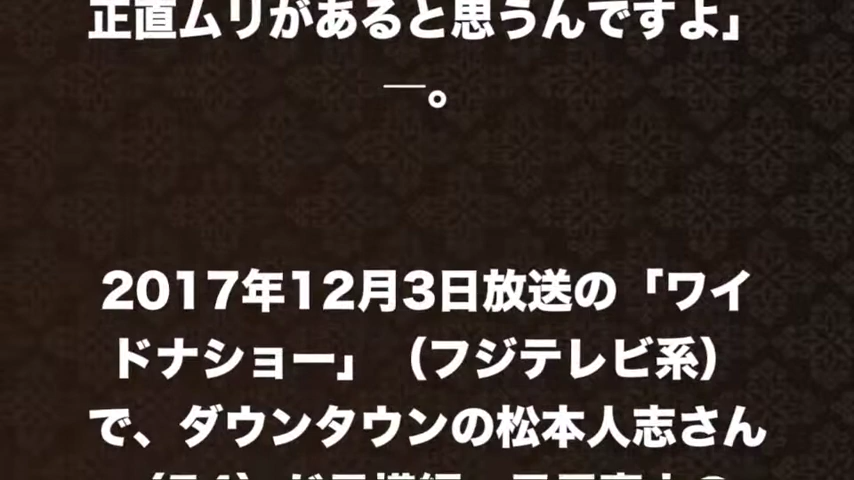 正直ムリがあると思うんですよ」
―。
2017年12月3日放送の「ワイ
ドナショー」（フジテレビ系）
で、ダウンタウンの松本人志さん